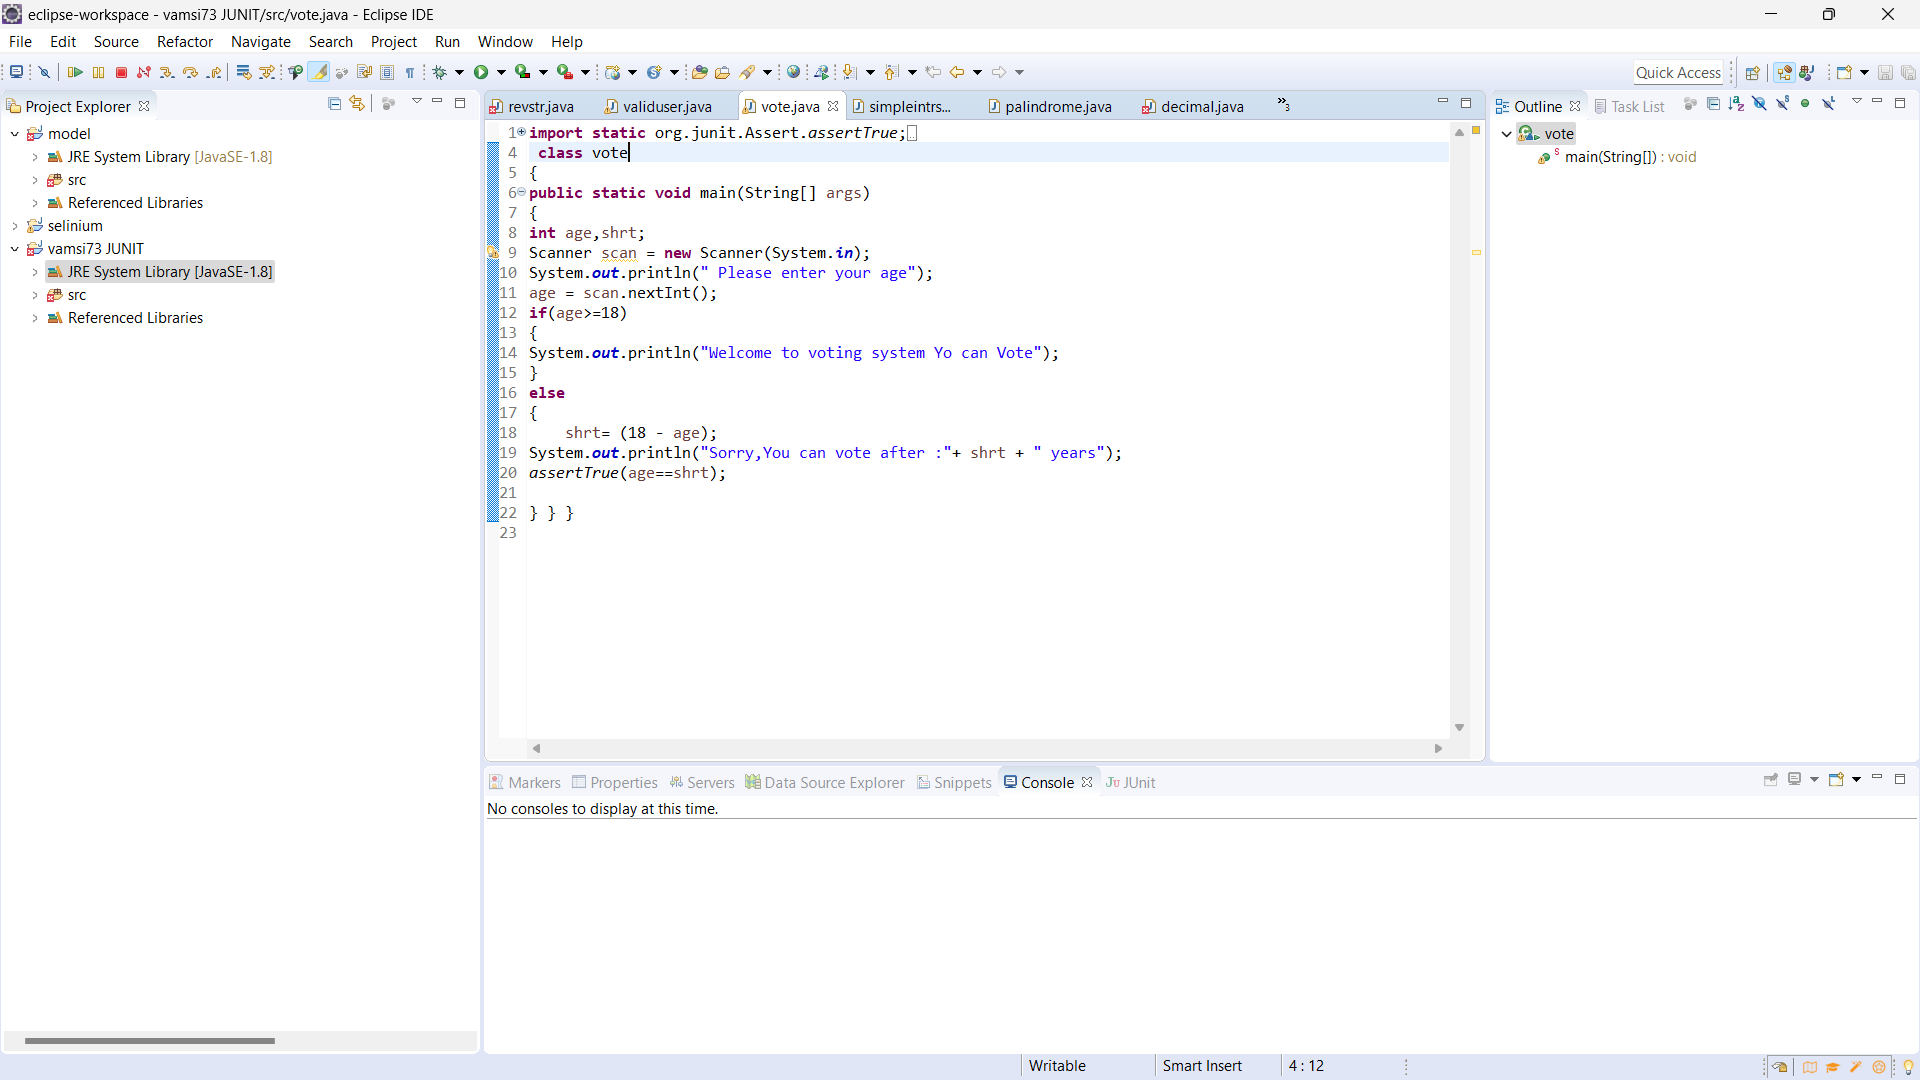 eclipse-workspace - vamsi73 JUNIT/src/vote.java - Eclipse IDE
File Edit Source Refactor Navigate Search Project Run Window Help
Quick Access
Project Explorer
model
JRE System Library [JavaSE-1.8]
src
Referenced Libraries
selinium
vamsi73 JUNIT
JRE System Library [JavaSE-1.8]
src
Referenced Libraries
revstr.java validuser.java vote.java simpleintrs... palindrome.java decimal.java »3
1 import static org.junit.Assert.assertTrue;
4 class vote
5 {
6 public static void main(String[] args)
7 {
8 int age,shrt;
9 Scanner scan = new Scanner(System.in);
10 System.out.println(" Please enter your age");
11 age = scan.nextInt();
12 if(age>=18)
13 {
14 System.out.println("Welcome to voting system Yo can Vote");
15 }
16 else
17 {
18 shrt= (18 - age);
19 System.out.println("Sorry,You can vote after :"+ shrt + " years");
20 assertTrue(age==shrt);
21
22 } } }
23
Outline Task List
vote
main(String[]) : void
Markers Properties Servers Data Source Explorer Snippets Console JUnit
No consoles to display at this time.
Writable Smart Insert 4 : 12